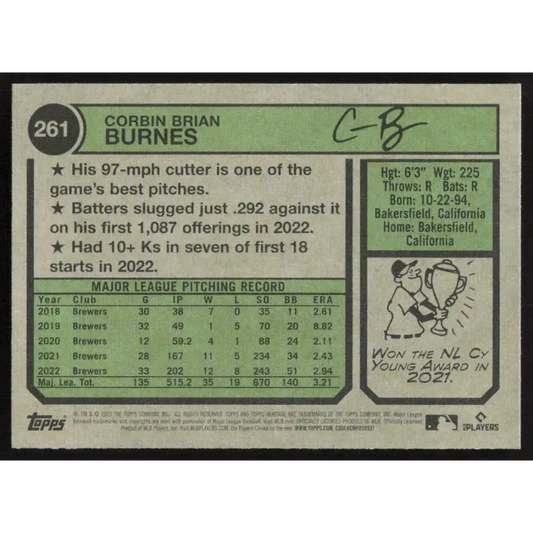 261
CORBIN BRIAN
BURNES
★ His 97-mph cutter is one of the
game's best pitches.
★ Batters slugged just .292 against it
on his first 1,087 offerings in 2022.
★ Had 10+ Ks in seven of first 18
starts in 2022.
Hgt: 6'3" Wgt: 225
Throws: R Bats: R
Born: 10-22-94,
Bakersfield, California
Home: Bakersfield,
California
MAJOR LEAGUE PITCHING RECORD
Year Club G IP W L SO BB ERA
2018 Brewers 30 38 7 0 35 11 2.61
2019 Brewers 32 49 1 5 70 20 8.82
2020 Brewers 12 59.2 4 1 88 24 2.11
2021 Brewers 28 167 11 5 234 34 2.43
2022 Brewers 33 202 12 8 243 51 2.94
Maj. Lea. Tot. 135 515.2 35 19 670 140 3.21
WON THE NL CY
YOUNG AWARD IN
2021.
Topps
PLAYERS